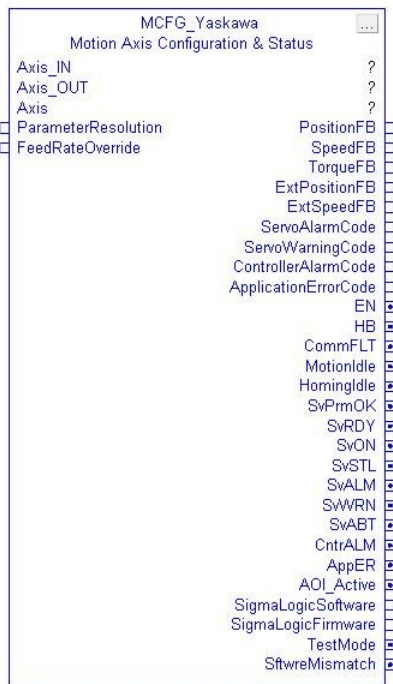 MCFG_Yaskawa ...
Motion Axis Configuration & Status
Axis_IN ?
Axis_OUT ?
Axis ?
ParameterResolution PositionFB
FeedRateOverride SpeedFB
TorqueFB
ExtPositionFB
ExtSpeedFB
ServoAlarmCode
ServoWarningCode
ControllerAlarmCode
ApplicationErrorCode
EN
HB
CommFLT
MotionIdle
HomingIdle
SvPrmOK
SvRDY
SvON
SvSTL
SvALM
SvWRN
SvABT
CntrALM
AppER
AOI_Active
SigmaLogicSoftware
SigmaLogicFirmware
TestMode
SftwreMismatch